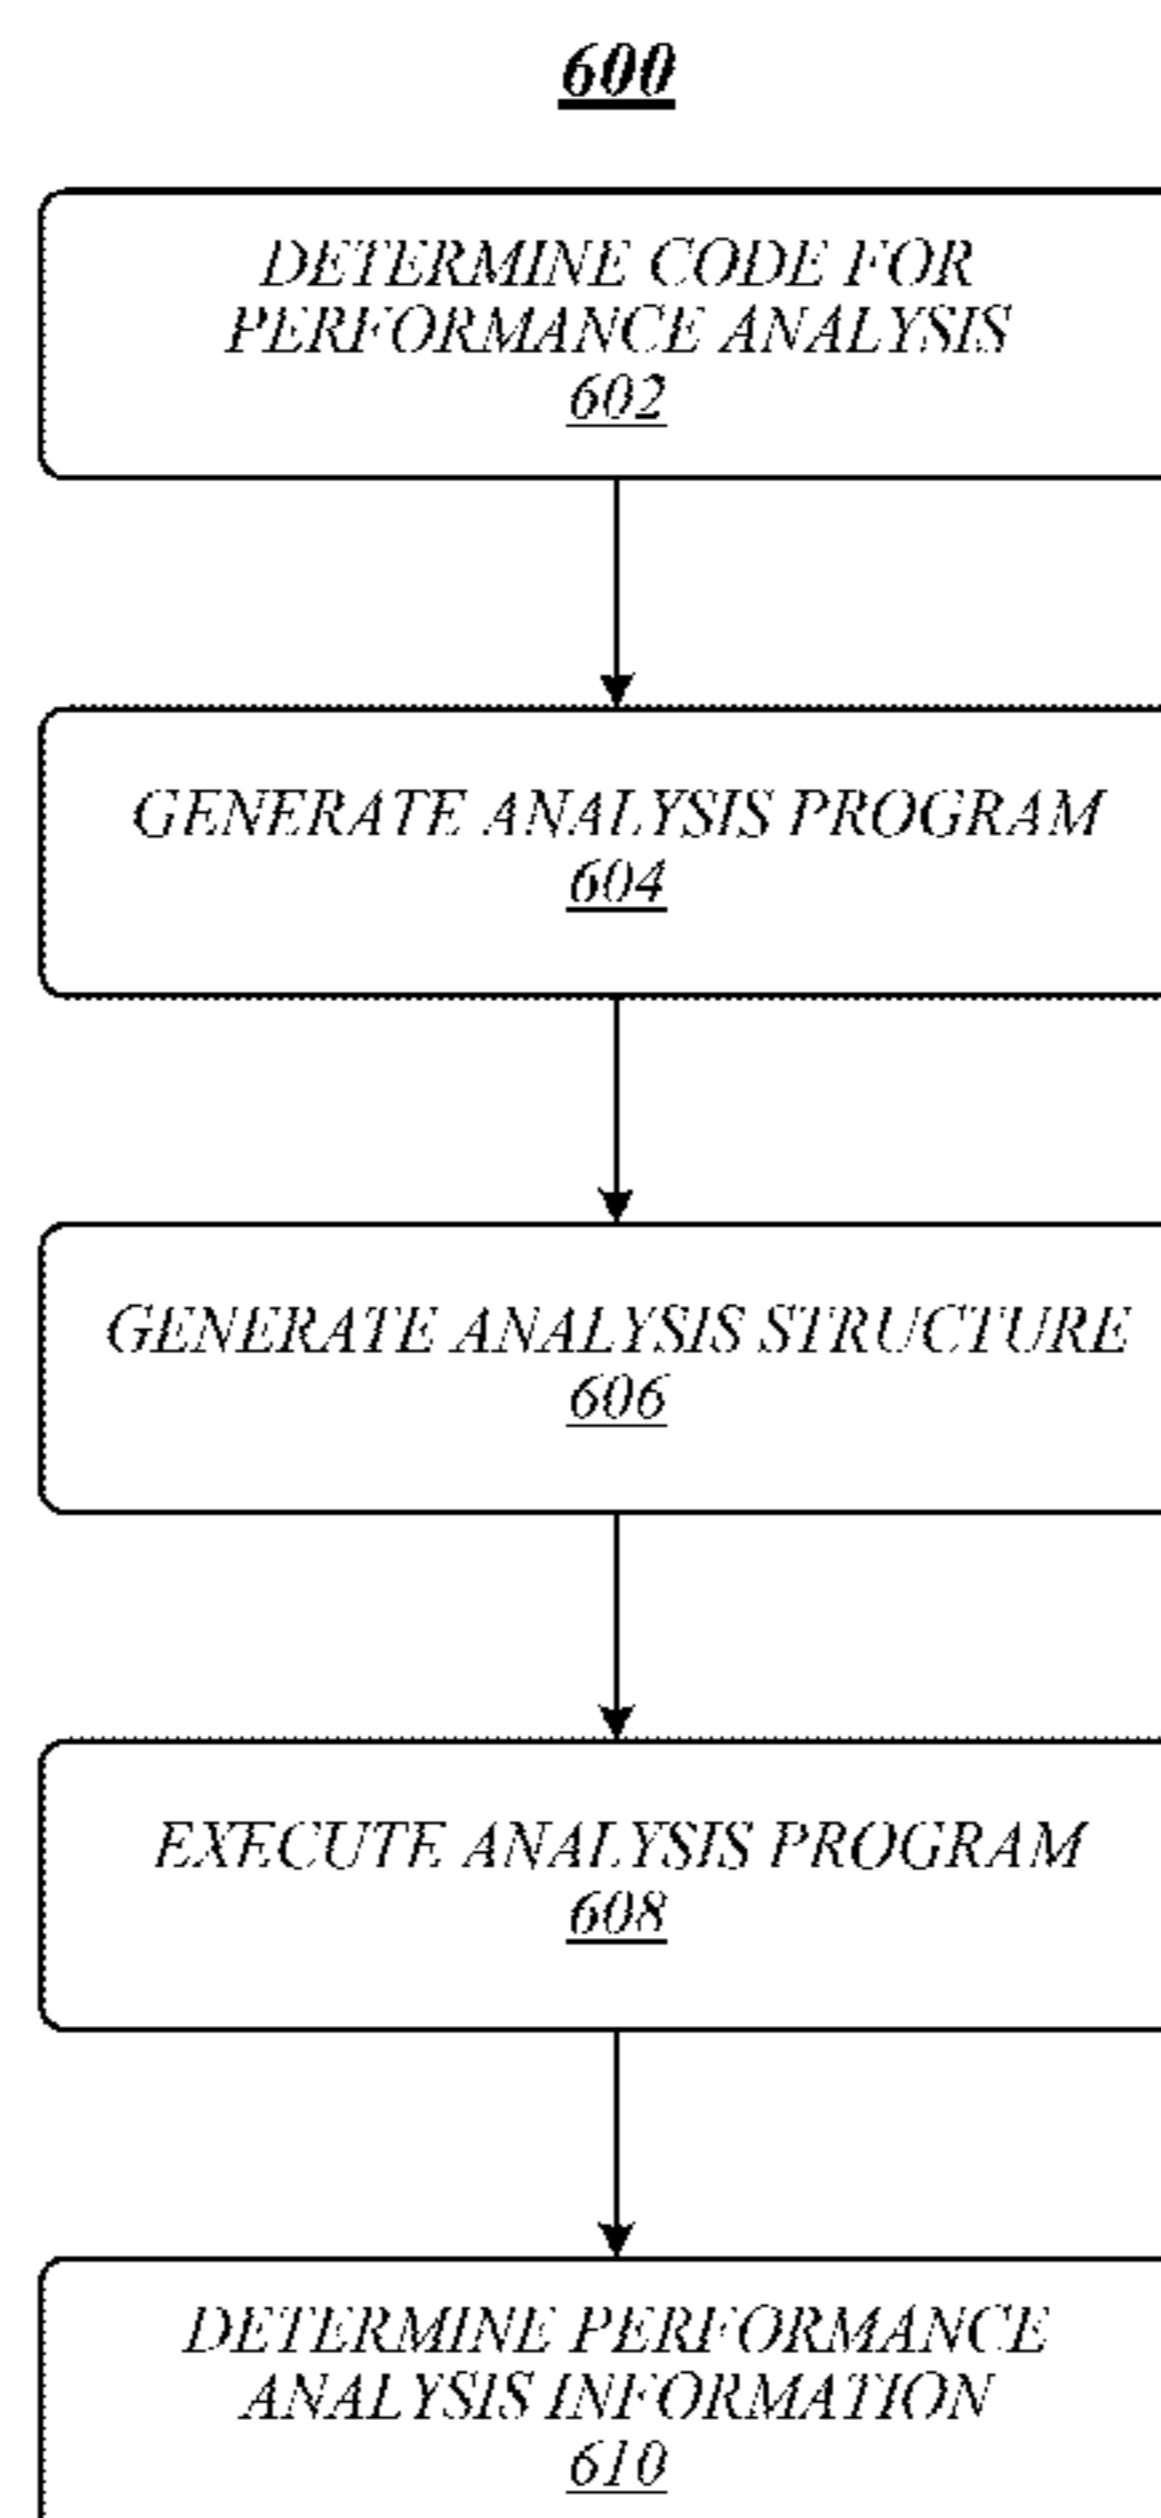 600
DETERMINE CODE FOR
PERFORMANCE ANALYSIS
602
GENERATE ANALYSIS PROGRAM
604
GENERATE ANALYSIS STRUCTURE
606
EXECUTE ANALYSIS PROGRAM
608
DETERMINE PERFORMANCE
ANALYSIS INFORMATION
610